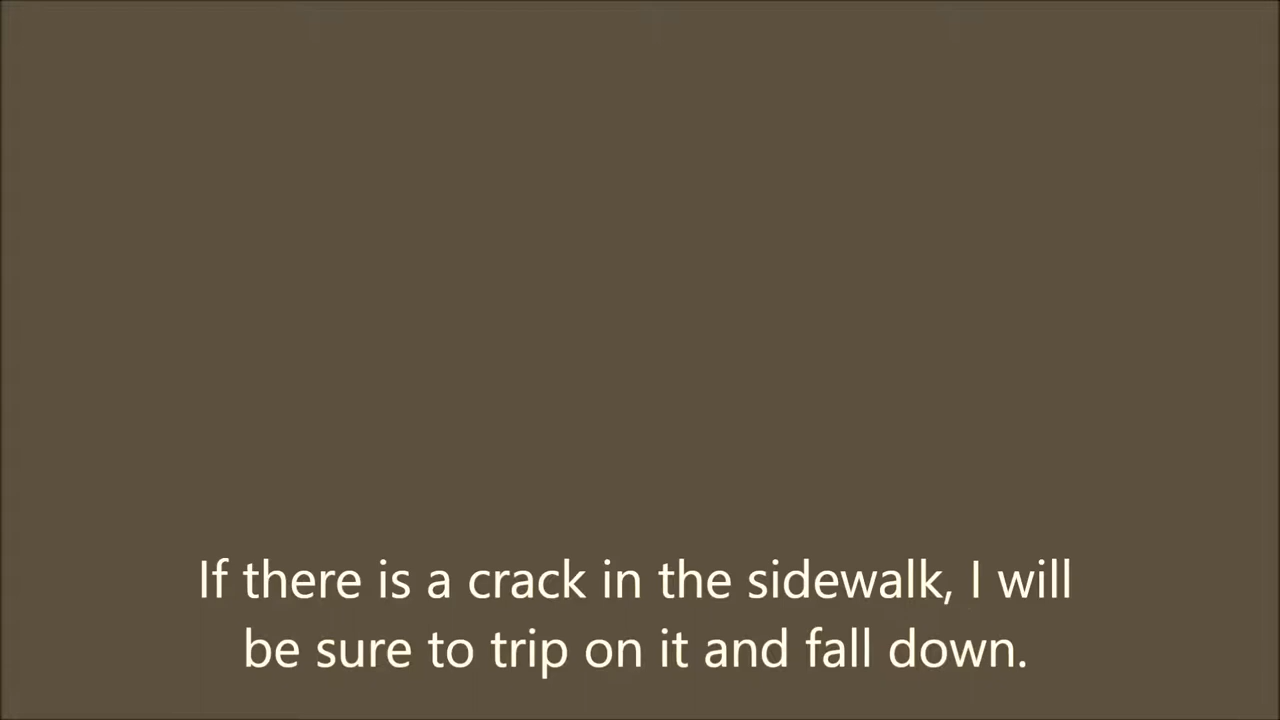 If there is a crack in the sidewalk, I will
be sure to trip on it and fall down.